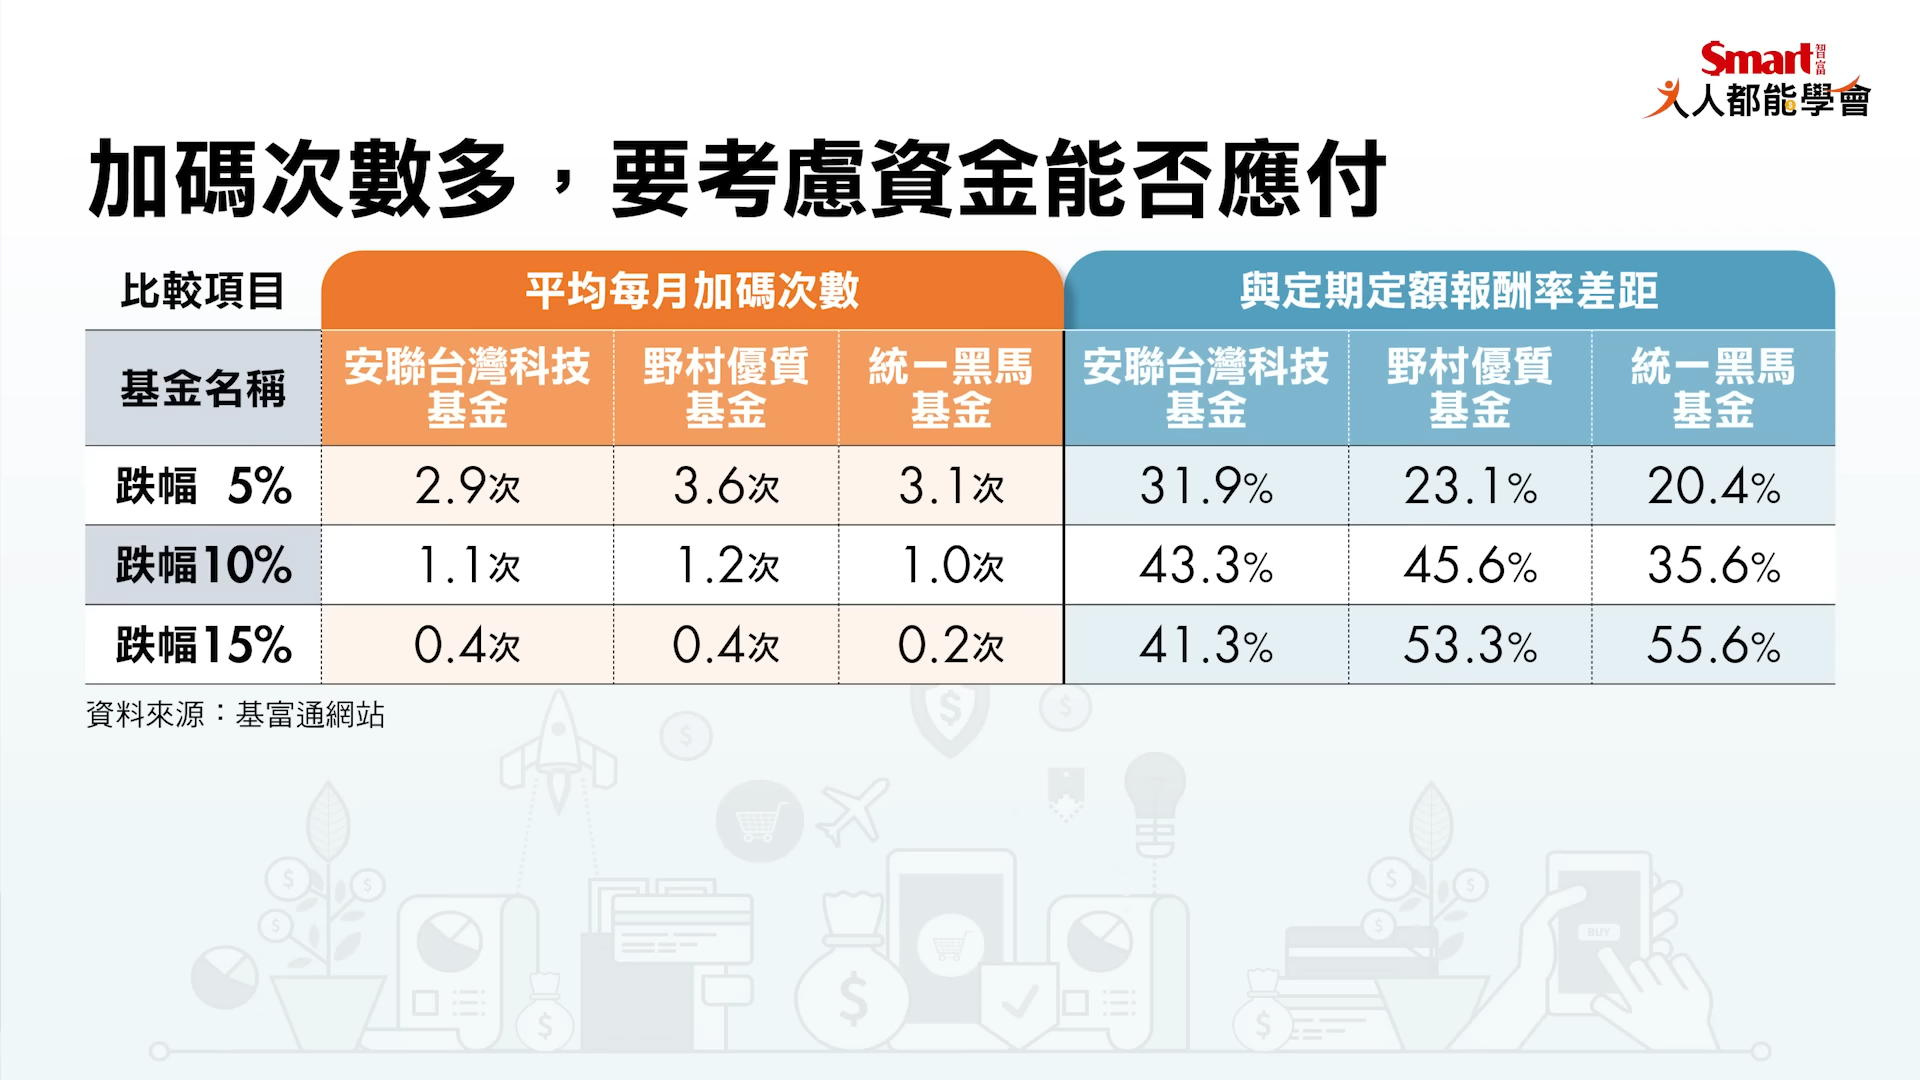 Smart智富
人人都能學會
加碼次數多，要考慮資金能否應付
比較項目 平均每月加碼次數 與定期定額報酬率差距
基金名稱 安聯台灣科技基金 野村優質基金 統一黑馬基金 安聯台灣科技基金 野村優質基金 統一黑馬基金
跌幅 5% 2.9次 3.6次 3.1次 31.9% 23.1% 20.4%
跌幅10% 1.1次 1.2次 1.0次 43.3% 45.6% 35.6%
跌幅15% 0.4次 0.4次 0.2次 41.3% 53.3% 55.6%
資料來源：基富通網站
BUY